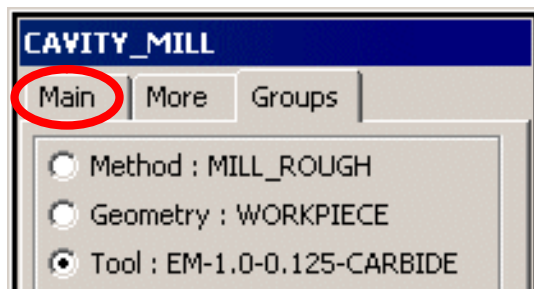 CAVITY_MILL
Main More Groups
Method : MILL_ROUGH
Geometry : WORKPIECE
Tool : EM-1.0-0.125-CARBIDE